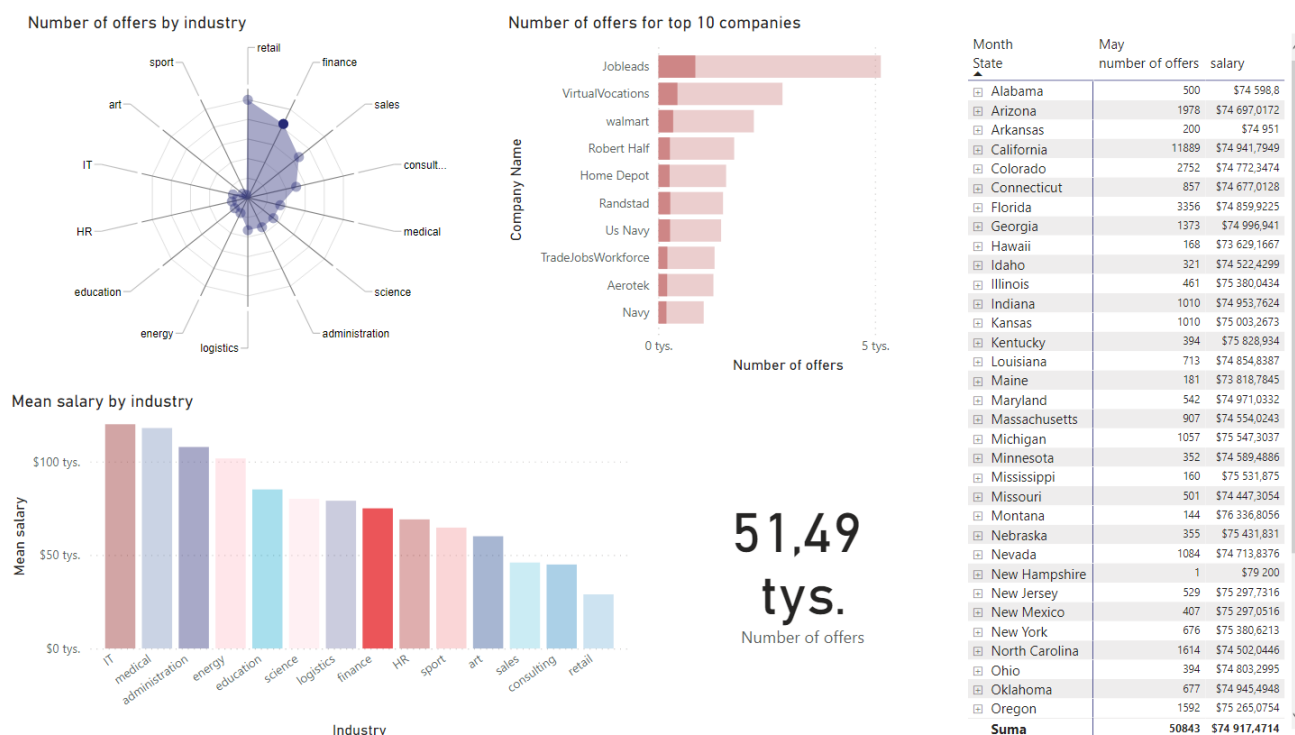 Number of offers by industry
retail
finance
sales
consult...
medical
science
administration
logistics
energy
education
HR
IT
art
sport
Number of offers for top 10 companies
Company Name
Jobleads
VirtualVocations
walmart
Robert Half
Home Depot
Randstad
Us Navy
TradeJobsWorkforce
Aerotek
Navy
0 tys. 5 tys.
Number of offers
Mean salary by industry
Mean salary
$100 tys.
$50 tys.
$0 tys.
IT medical administration energy education science logistics finance HR sport art sales consulting retail
Industry
51,49
tys.
Number of offers
Month May
State number of offers salary
Alabama 500 $74 598,8
Arizona 1978 $74 697,0172
Arkansas 200 $74 951
California 11889 $74 941,7949
Colorado 2752 $74 772,3474
Connecticut 857 $74 677,0128
Florida 3356 $74 859,9225
Georgia 1373 $74 996,941
Hawaii 168 $73 629,1667
Idaho 321 $74 522,4299
Illinois 461 $75 380,0434
Indiana 1010 $74 953,7624
Kansas 1010 $75 003,2673
Kentucky 394 $75 828,934
Louisiana 713 $74 854,8387
Maine 181 $73 818,7845
Maryland 542 $74 971,0332
Massachusetts 907 $74 554,0243
Michigan 1057 $75 547,3037
Minnesota 352 $74 589,4886
Mississippi 160 $75 531,875
Missouri 501 $74 447,3054
Montana 144 $76 336,8056
Nebraska 355 $75 431,831
Nevada 1084 $74 713,8376
New Hampshire 1 $79 200
New Jersey 529 $75 297,7316
New Mexico 407 $75 297,0516
New York 676 $75 380,6213
North Carolina 1614 $74 502,0446
Ohio 394 $74 803,2995
Oklahoma 677 $74 945,4948
Oregon 1592 $75 265,0754
Suma 50843 $74 917,4714